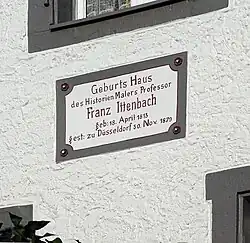 Geburts Haus
des Historien Malers Professor
Franz Ittenbach
geb: 18. April 1813
gest: zu Düsseldorf 30. Nov. 1879